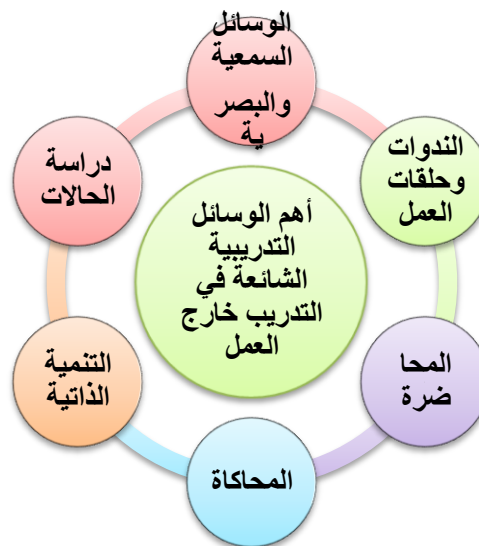 الوسائل
السمعية
والبصر
ية
الندوات
وحلقات
العمل
المحا
ضرة
المحاكاة
التنمية
الذاتية
دراسة
الحالات
أهم الوسائل
التدريبية
الشائعة في
التدريب خارج
العمل